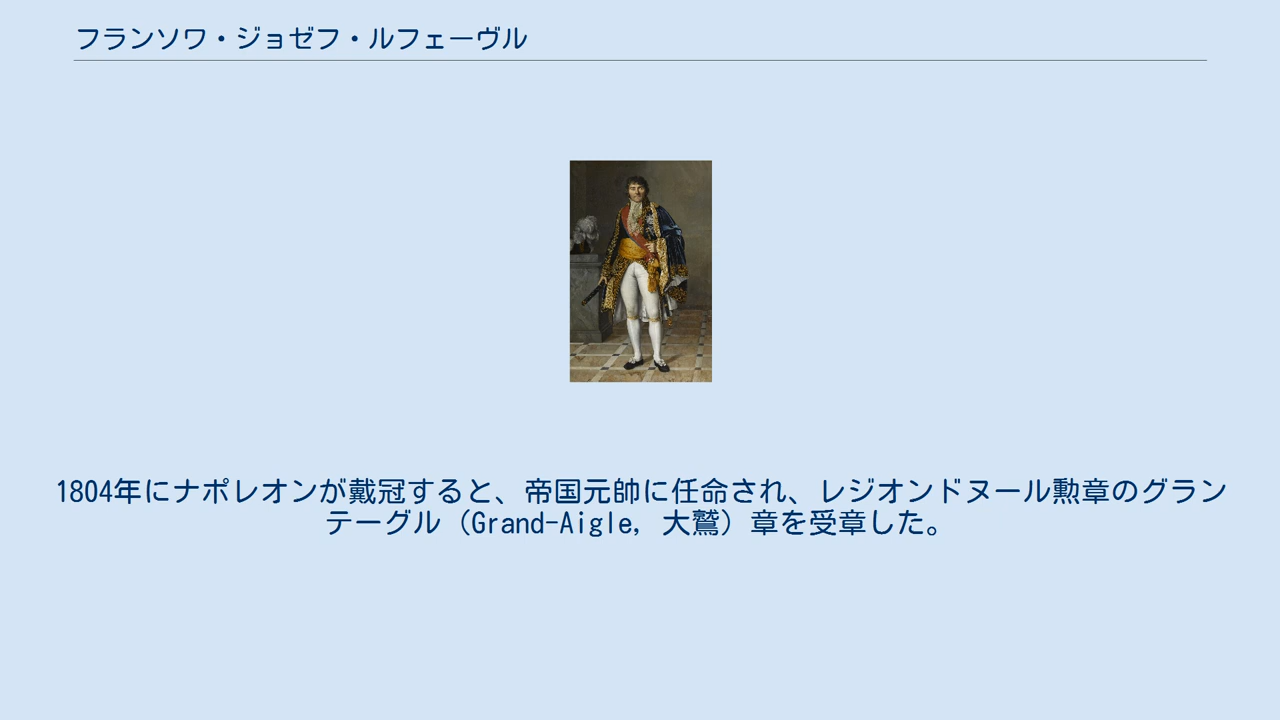 フランソワ・ジョゼフ・ルフェーヴル
1804年にナポレオンが戴冠すると、帝国元帥に任命され、レジオンドヌール勲章のグラン
テーグル（Grand-Aigle, 大鷲）章を受章した。